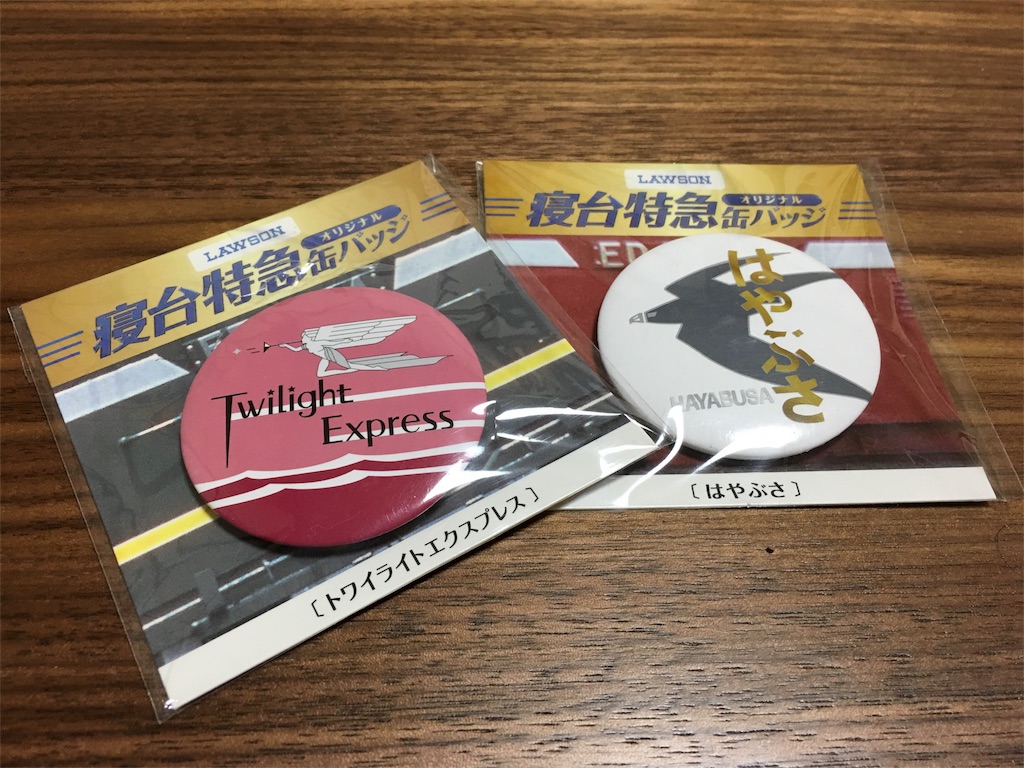 LAWSON
寝台特急
オリジナル
缶バッジ
Twilight
Express
〔トワイライトエクスプレス〕
LAWSON
寝台特急
オリジナル
缶バッジ
ED
はやぶさ
HAYABUSA
〔はやぶさ〕